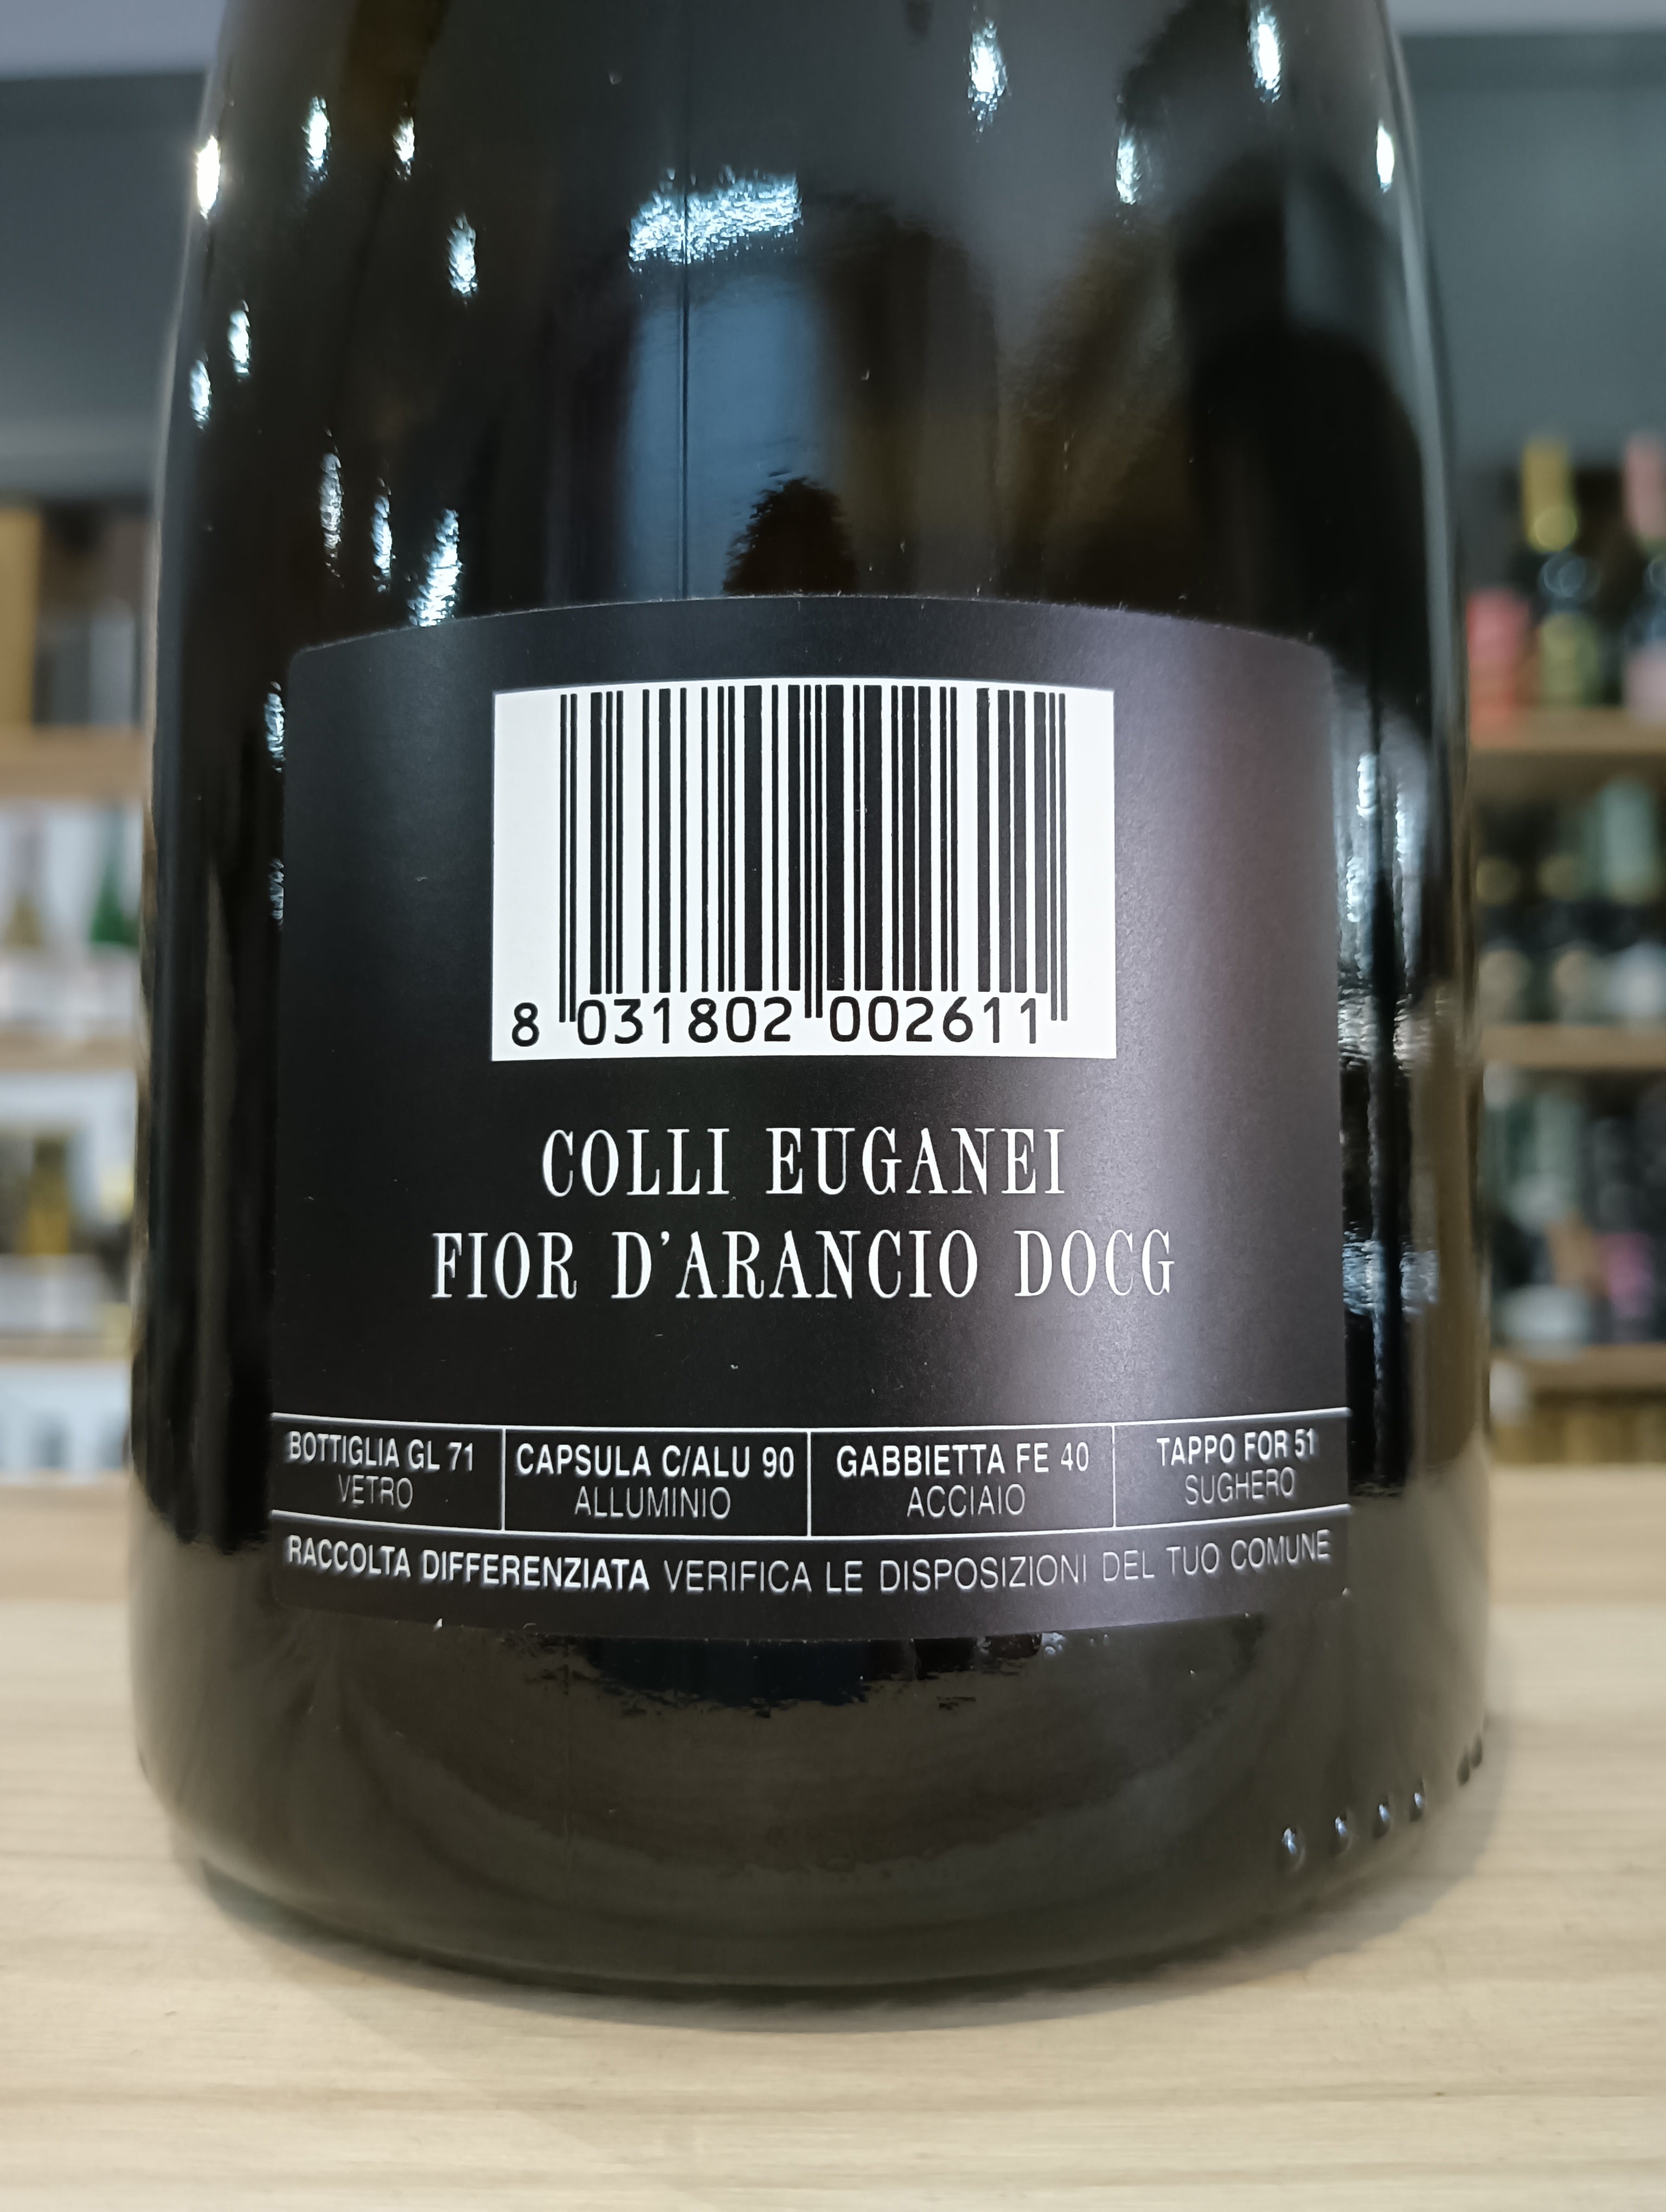 8 031802 002611
COLLI EUGANEI
FIOR D'ARANCIO DOCG
BOTTIGLIA GL 71 CAPSULA C/ALU 90 GABBIETTA FE 40 TAPPO FOR 51
VETRO ALLUMINIO ACCIAIO SUGHERO
RACCOLTA DIFFERENZIATA VERIFICA LE DISPOSIZIONI DEL TUO COMUNE